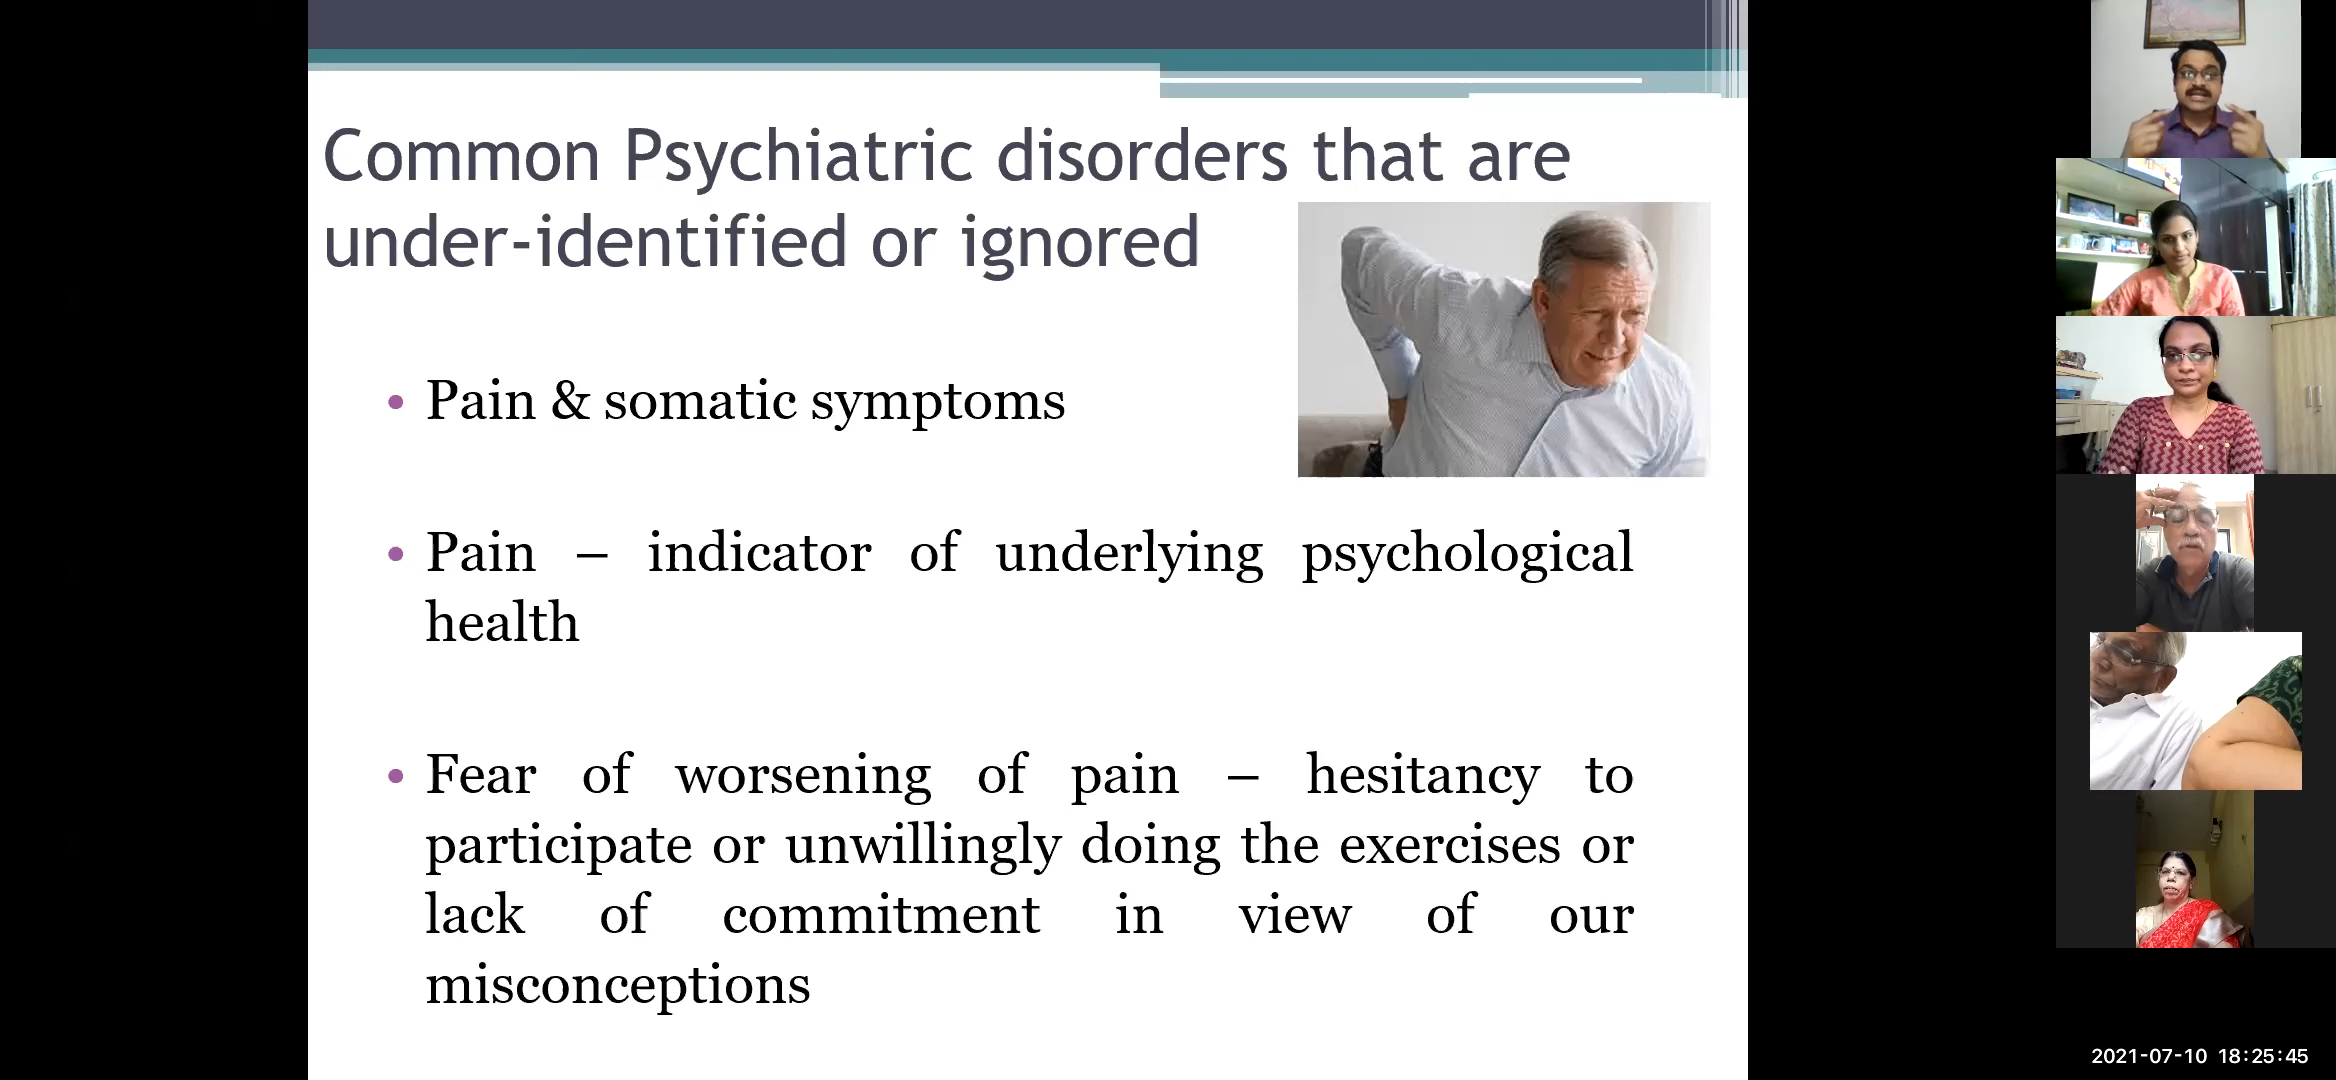 Common Psychiatric disorders that are
under-identified or ignored
• Pain & somatic symptoms
• Pain – indicator of underlying psychological
health
• Fear of worsening of pain – hesitancy to
participate or unwillingly doing the exercises or
lack of commitment in view of our
misconceptions
2021-07-10 18:25:45